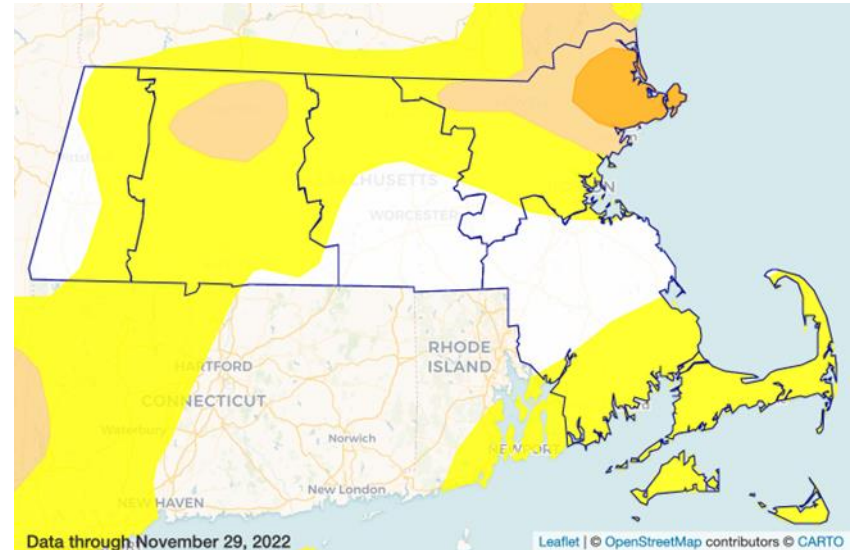 CHUSETTS
WORCESTER
RHODE
ISLAND
HARTFORD
CONNECTICUT
Waterbury
Norwich
NEWPORT
New London
NEW HAVEN
Data through November 29, 2022
Leaflet | © OpenStreetMap contributors © CARTO